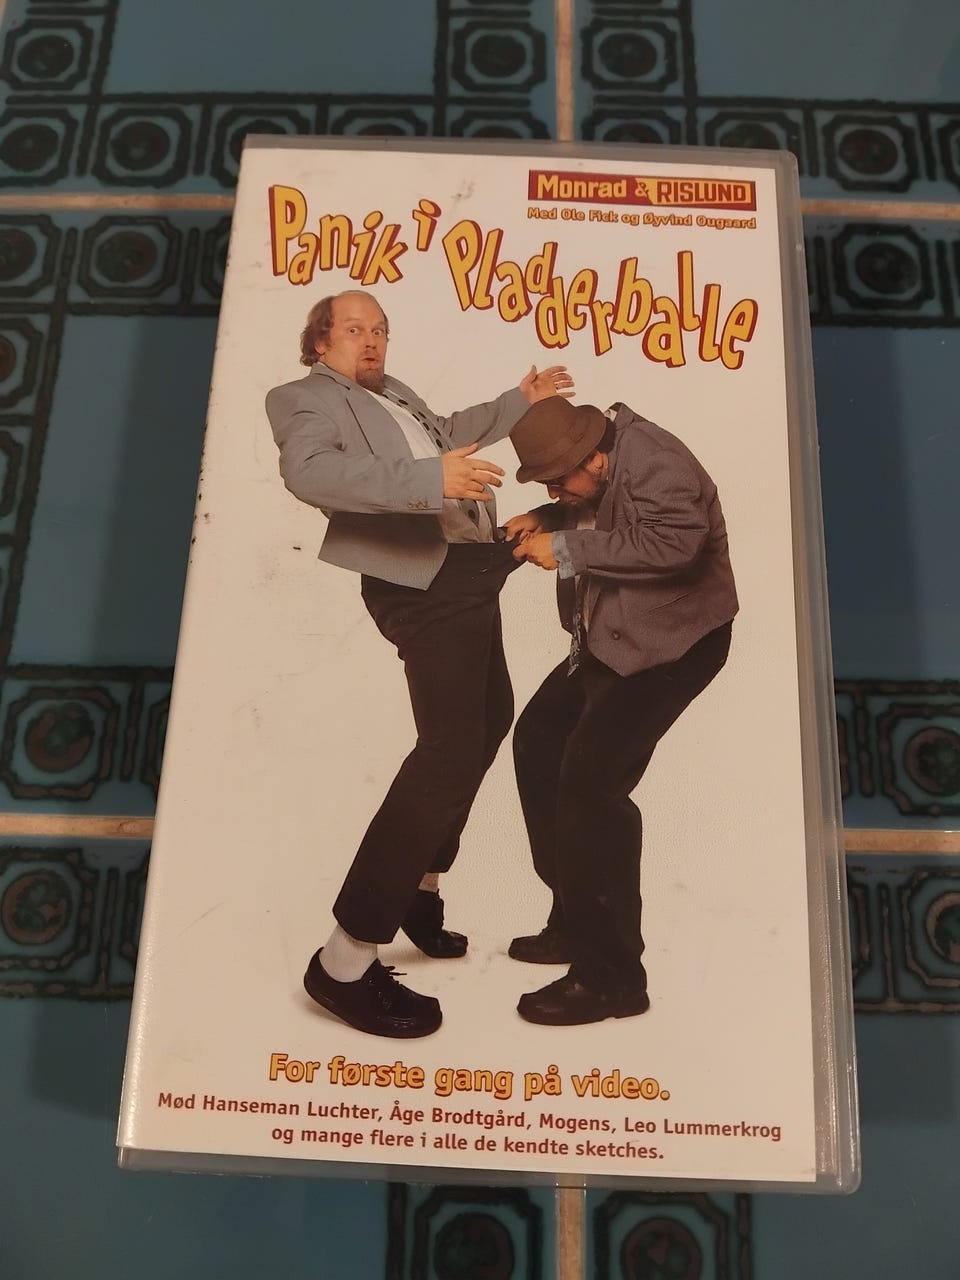 Monrad & RISLUND
Med Ole Fick og Øyvind Ougaard
Panik i
Pladderballe
For første gang på video.
Mød Hanseman Luchter, Åge Brodtgård, Mogens, Leo Lummerkrog
og mange flere i alle de kendte sketches.